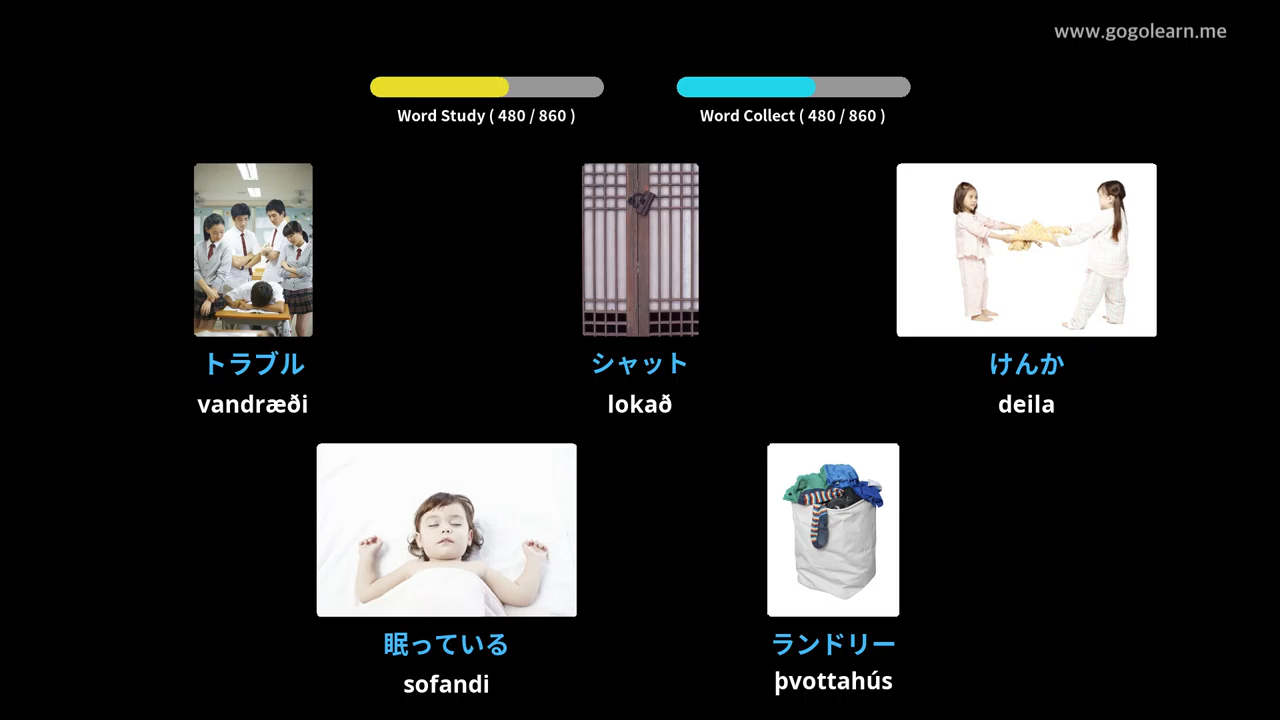 www.gogolearn.me
Word Study ( 480 / 860 )
Word Collect ( 480 / 860 )
トラブル
vandræði
シャット
lokað
けんか
deila
眠っている
sofandi
ランドリー
þvottahús